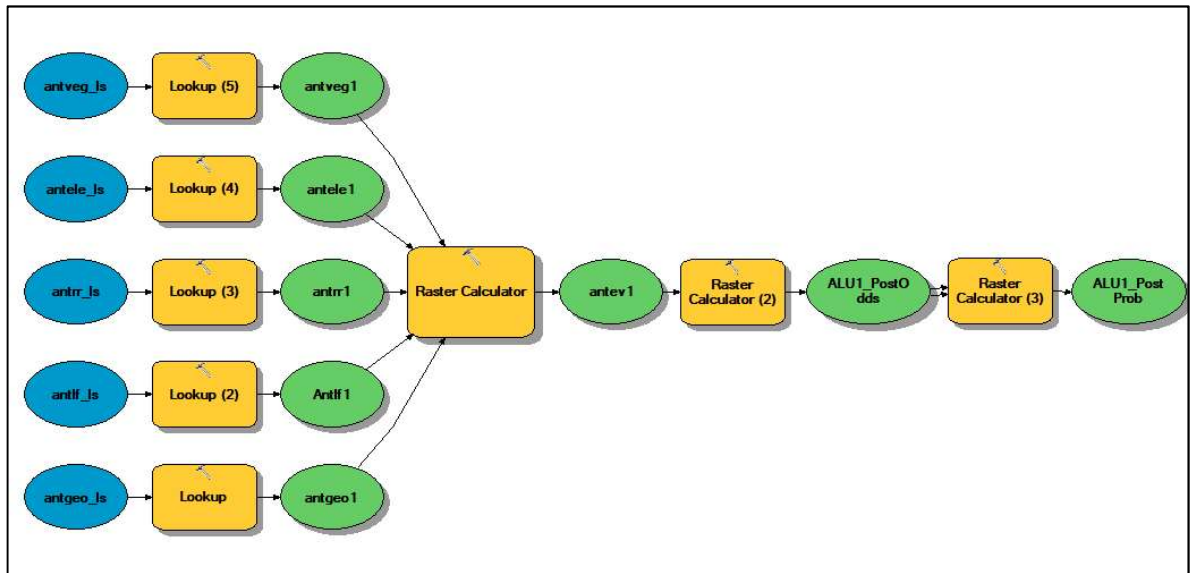 antveg_ls
Lookup (5)
antveg1
antele_ls
Lookup (4)
antele1
antrr_ls
Lookup (3)
antrr1
Raster Calculator
antev1
Raster
Calculator (2)
ALU1_PostO
dds
Raster
Calculator (3)
ALU1_Post
Prob
antlf_ls
Lookup (2)
Antlf1
antgeo_ls
Lookup
antgeo1